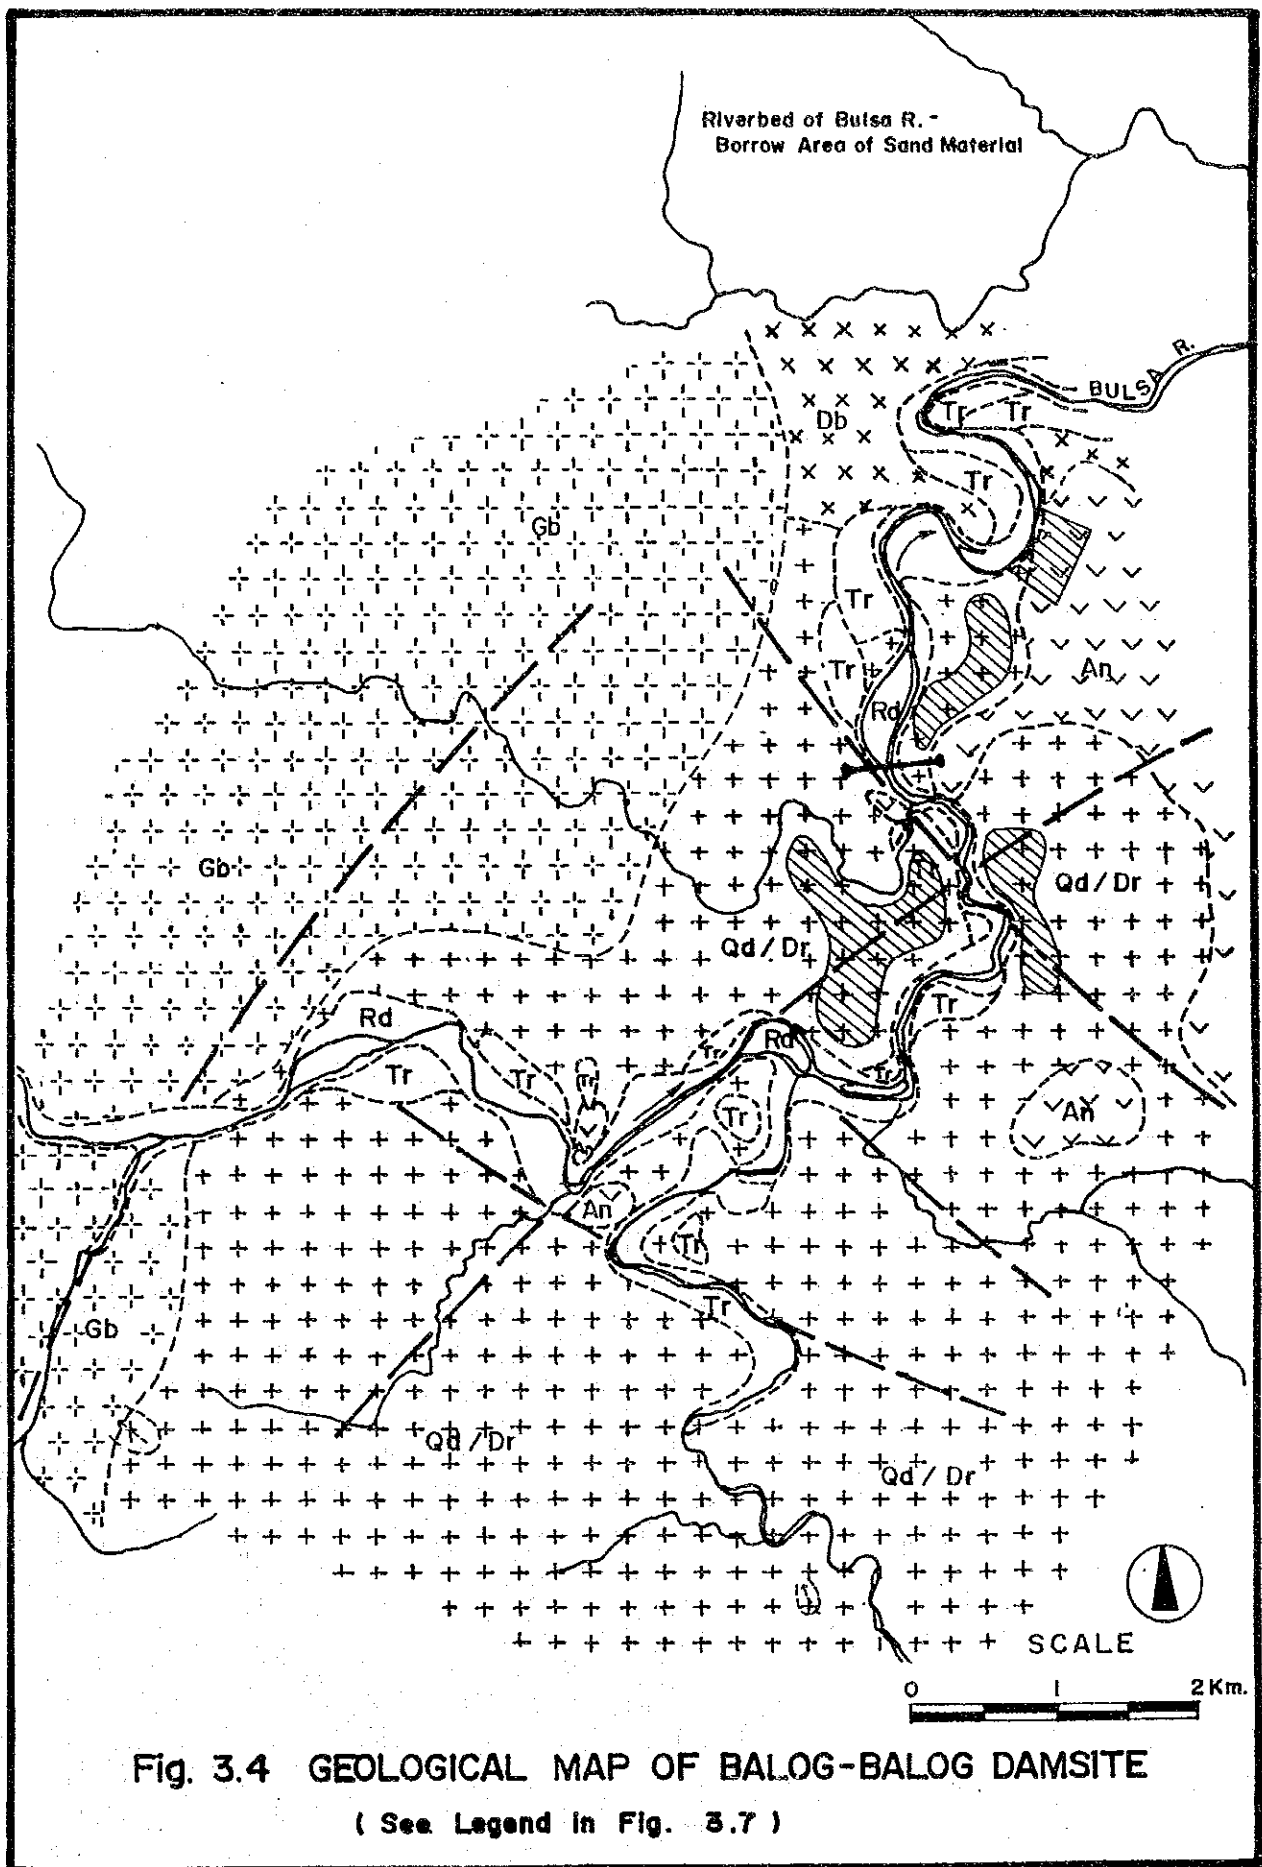 Riverbed of Bulsa R. -
Borrow Area of Sand Material
BULSA R.
Tr
Tr
Db
Tr
Gb
Tr
Tr
An
Rd
Gb
Qd / Dr
Qd / Dr
Tr
Rd
Rd
Tr
Tr
Tr
Tr
Tr
Tr
An
An
Tr
Tr
Gb
Qd / Dr
Qd / Dr
SCALE
0 1 2 Km.
Fig. 3.4 GEOLOGICAL MAP OF BALOG-BALOG DAMSITE
( See Legend in Fig. 3.7 )